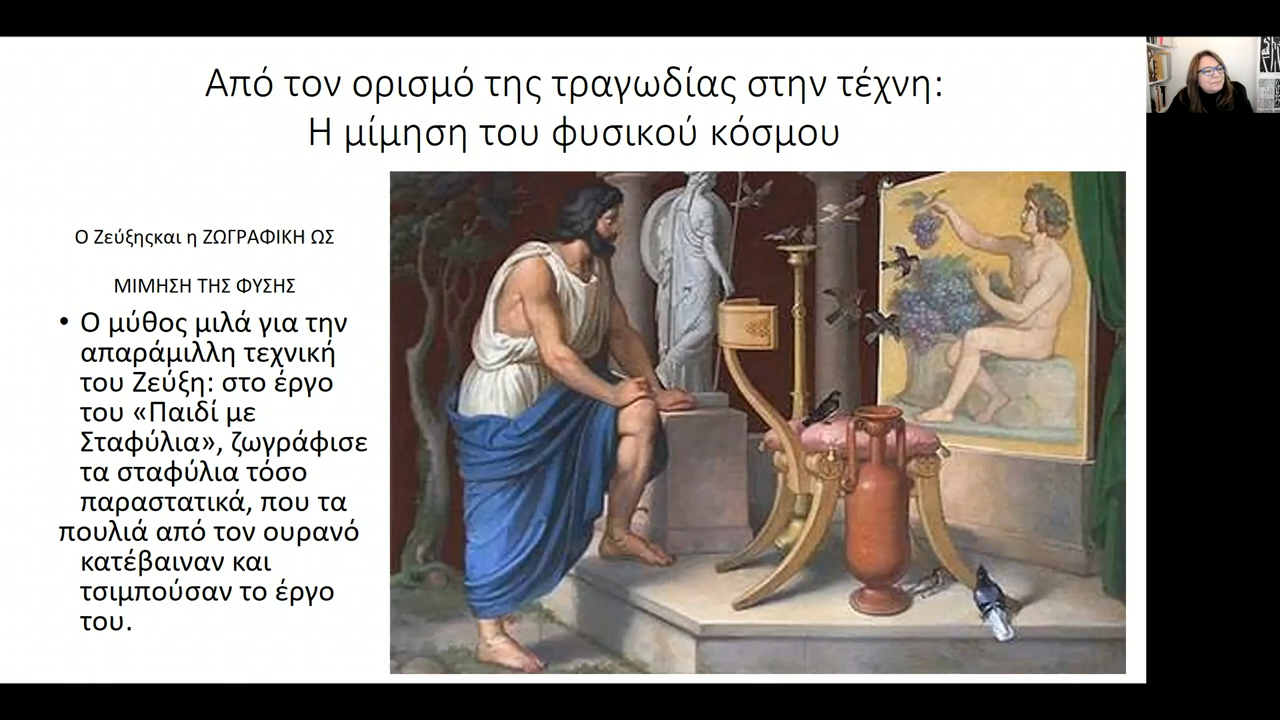 Από τον ορισμό της τραγωδίας στην τέχνη:
Η μίμηση του φυσικού κόσμου
Ο Ζεύξηςκαι η ΖΩΓΡΑΦΙΚΗ ΩΣ
ΜΙΜΗΣΗ ΤΗΣ ΦΥΣΗΣ
• Ο μύθος μιλά για την
απαράμιλλη τεχνική
του Ζεύξη: στο έργο
του «Παιδί με
Σταφύλια», ζωγράφισε
τα σταφύλια τόσο
παραστατικά, που τα
πουλιά από τον ουρανό
κατέβαιναν και
τσιμπούσαν το έργο
του.